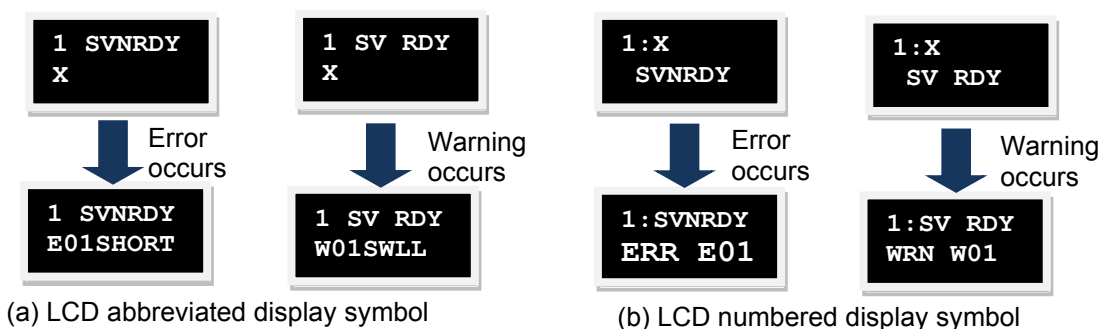 1 SVNRDY
X
Error
occurs
1 SVNRDY
E01SHORT
1 SV RDY
X
Warning
occurs
1 SV RDY
W01SWLL
(a) LCD abbreviated display symbol
1:X
SVNRDY
Error
occurs
1:SVNRDY
ERR E01
1:X
SV RDY
Warning
occurs
1:SV RDY
WRN W01
(b) LCD numbered display symbol